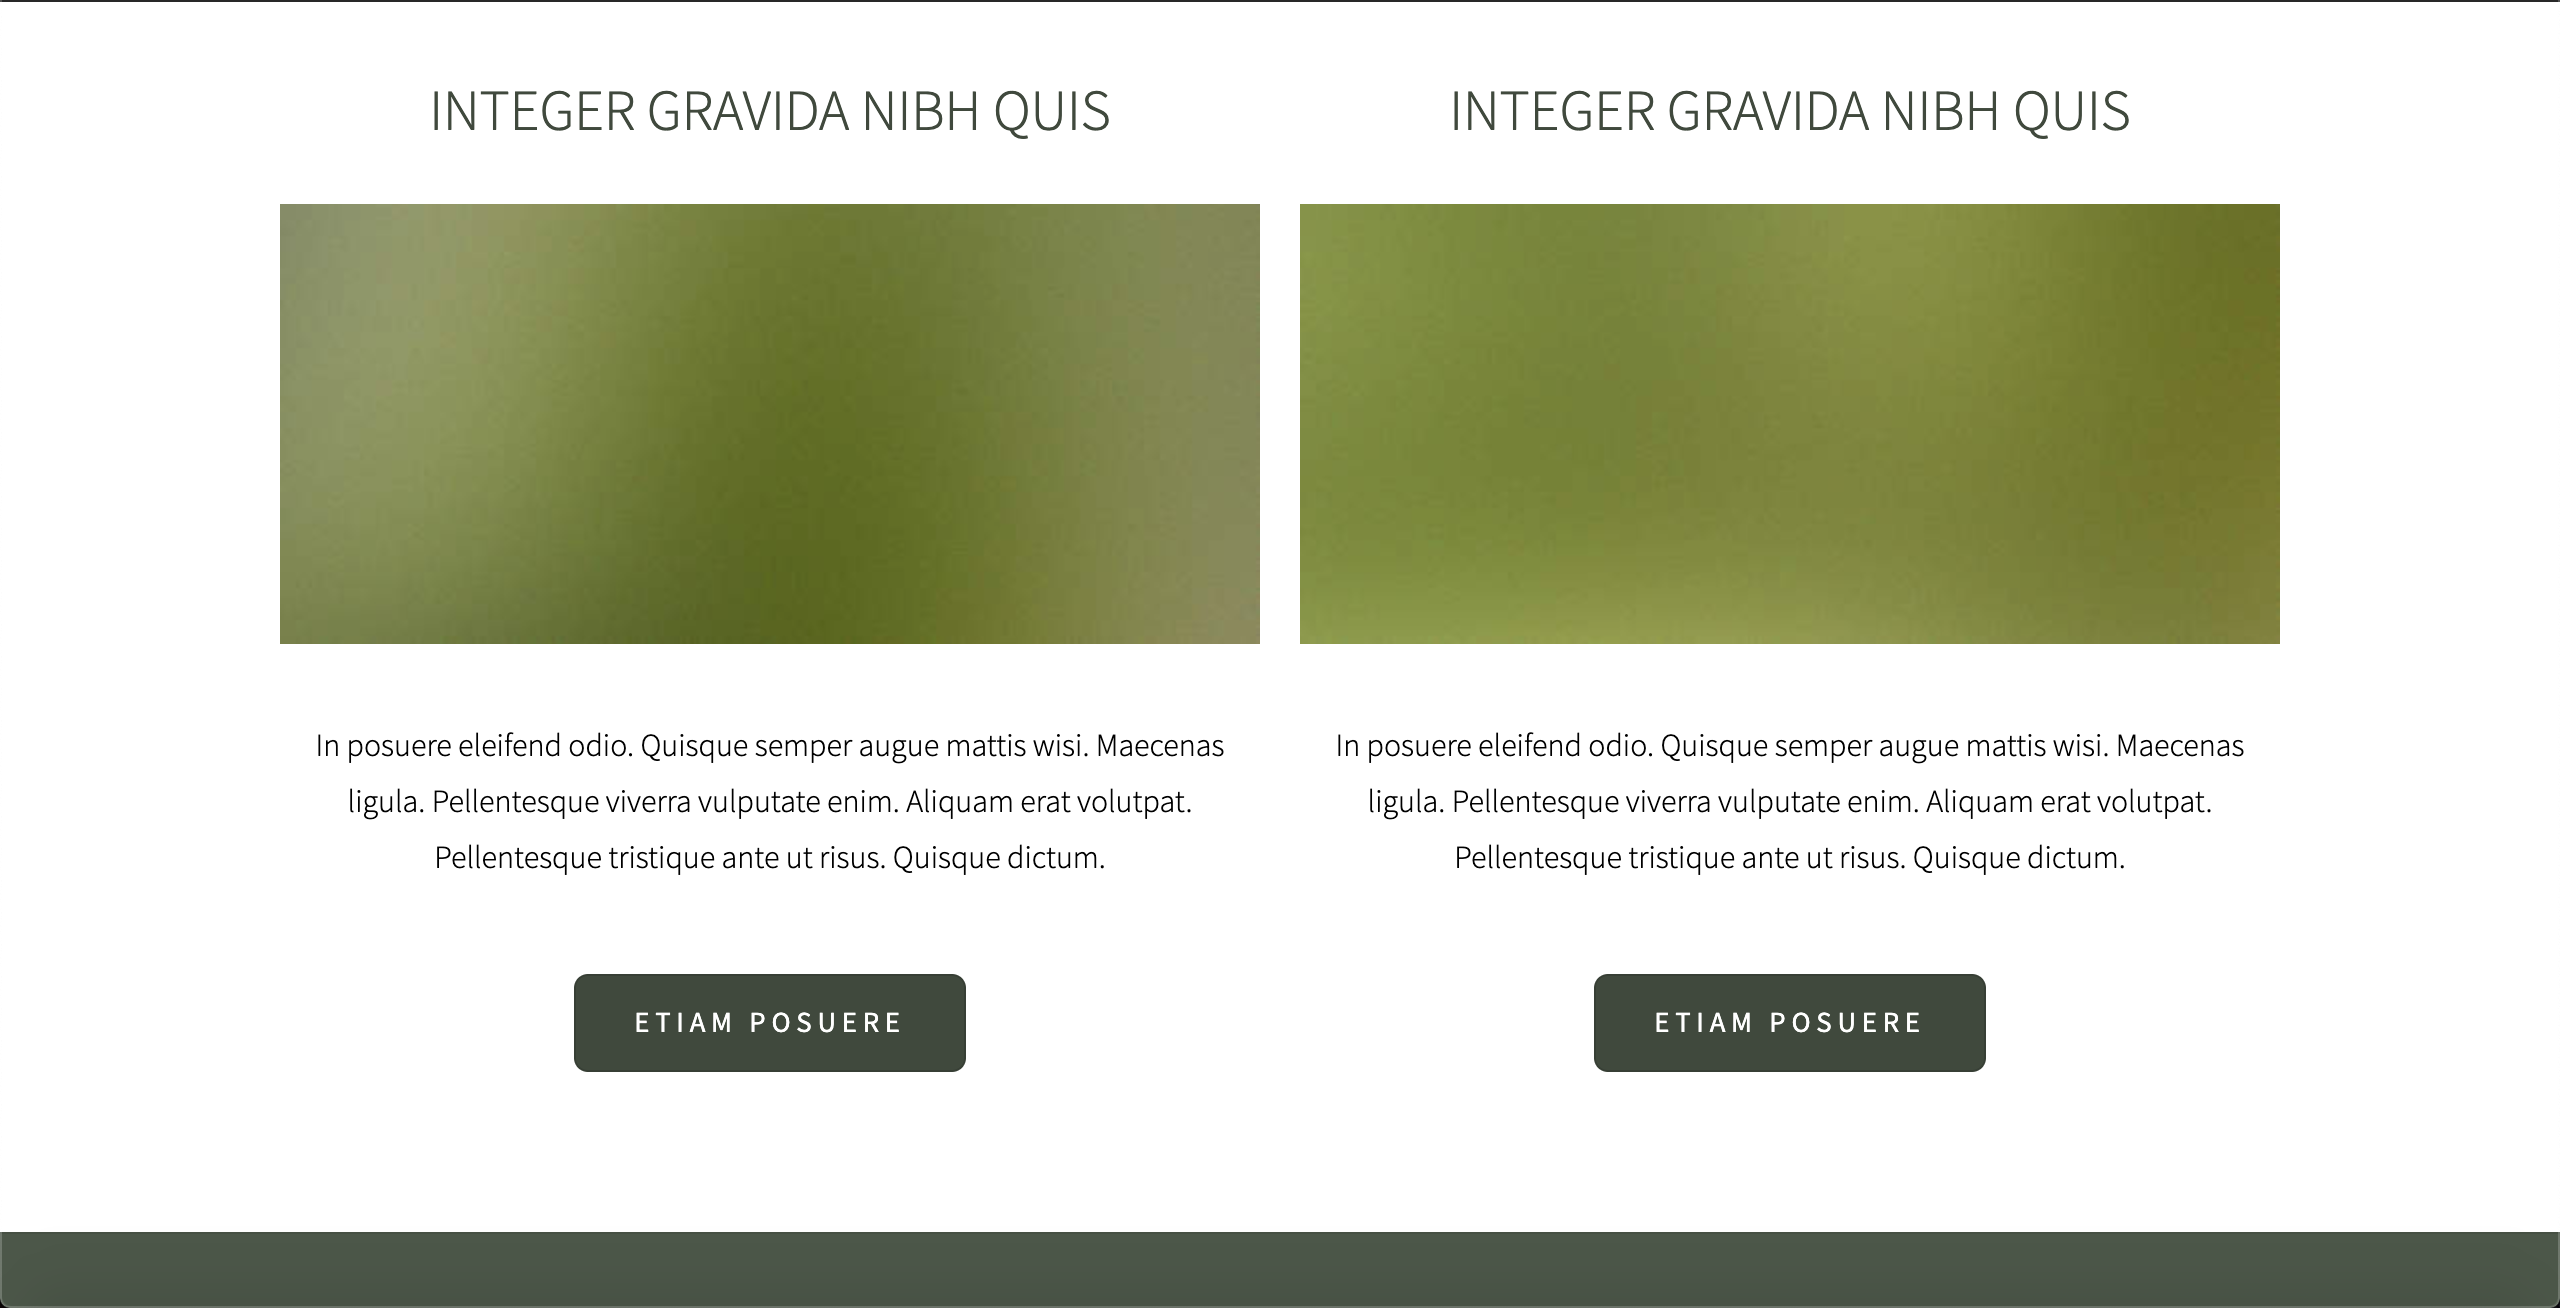 INTEGER GRAVIDA NIBH QUIS
In posuere eleifend odio. Quisque semper augue mattis wisi. Maecenas
ligula. Pellentesque viverra vulputate enim. Aliquam erat volutpat.
Pellentesque tristique ante ut risus. Quisque dictum.
ETIAM POSUERE
INTEGER GRAVIDA NIBH QUIS
In posuere eleifend odio. Quisque semper augue mattis wisi. Maecenas
ligula. Pellentesque viverra vulputate enim. Aliquam erat volutpat.
Pellentesque tristique ante ut risus. Quisque dictum.
ETIAM POSUERE